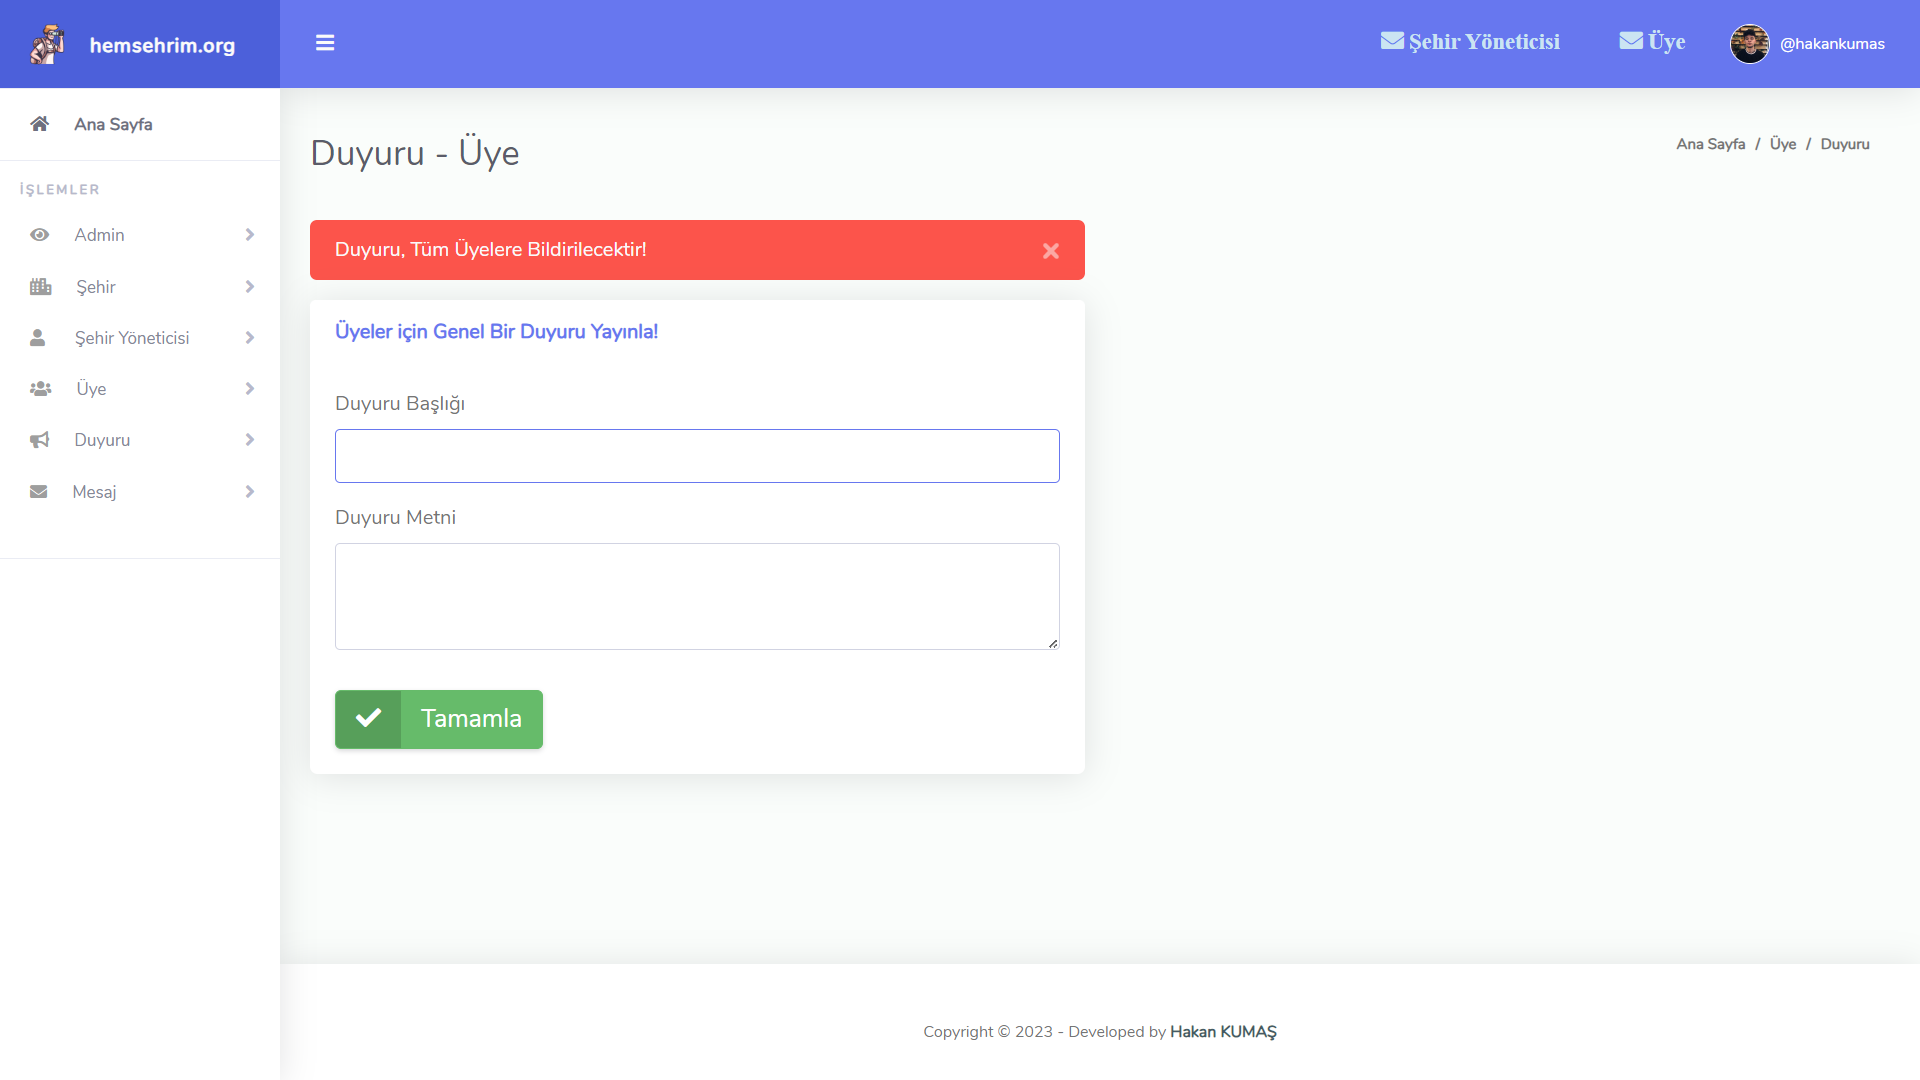 hemsehrim.org
Şehir Yöneticisi
Üye
@hakankumas
Ana Sayfa
İŞLEMLER
Admin
Şehir
Şehir Yöneticisi
Üye
Duyuru
Mesaj
Duyuru - Üye
Ana Sayfa / Üye / Duyuru
Duyuru, Tüm Üyelere Bildirilecektir!
Üyeler için Genel Bir Duyuru Yayınla!
Duyuru Başlığı
Duyuru Metni
Tamamla
Copyright © 2023 - Developed by Hakan KUMAŞ